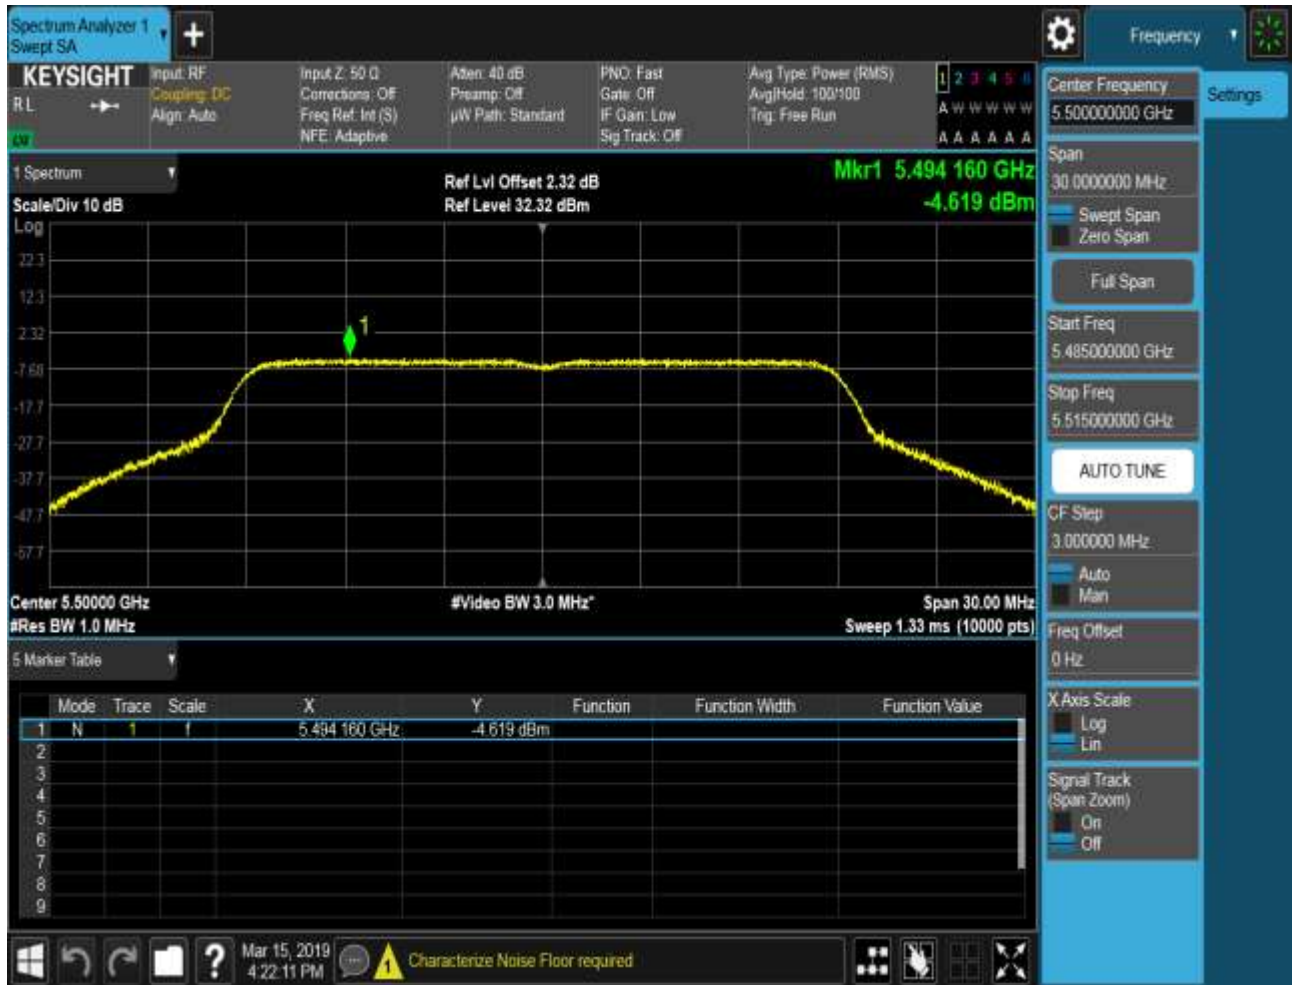 Spectrum Analyzer 1
Swept SA
Frequency
KEYSIGHT
RL
Input: RF
Coupling: DC
Align: Auto
Input Z: 50 Ω
Corrections: Off
Freq Ref: Int (S)
NFE: Adaptive
Atten: 40 dB
Preamp: Off
µW Path: Standard
PNO: Fast
Gate: Off
IF Gain: Low
Sig Track: Off
Avg Type: Power (RMS)
Avg|Hold: 100/100
Trig: Free Run
1 2 3 4 5 6
A W W W W W
A A A A A A
1 Spectrum
Scale/Div 10 dB
Log
Ref Lvl Offset 2.32 dB
Ref Level 32.32 dBm
Mkr1 5.494 160 GHz
-4.619 dBm
22.3
12.3
2.32
-7.68
-17.7
-27.7
-37.7
-47.7
-57.7
1
Center 5.50000 GHz
#Res BW 1.0 MHz
#Video BW 3.0 MHz*
Span 30.00 MHz
Sweep 1.33 ms (10000 pts)
5 Marker Table
Mode Trace Scale X Y Function Function Width Function Value
1 N 1 f 5.494 160 GHz -4.619 dBm
2
3
4
5
6
7
8
9
Mar 15, 2019
4:22:11 PM
Characterize Noise Floor required
Center Frequency
5.500000000 GHz
Settings
Span
30.0000000 MHz
Swept Span
Zero Span
Full Span
Start Freq
5.485000000 GHz
Stop Freq
5.515000000 GHz
AUTO TUNE
CF Step
3.000000 MHz
Auto
Man
Freq Offset
0 Hz
X Axis Scale
Log
Lin
Signal Track
(Span Zoom)
On
Off